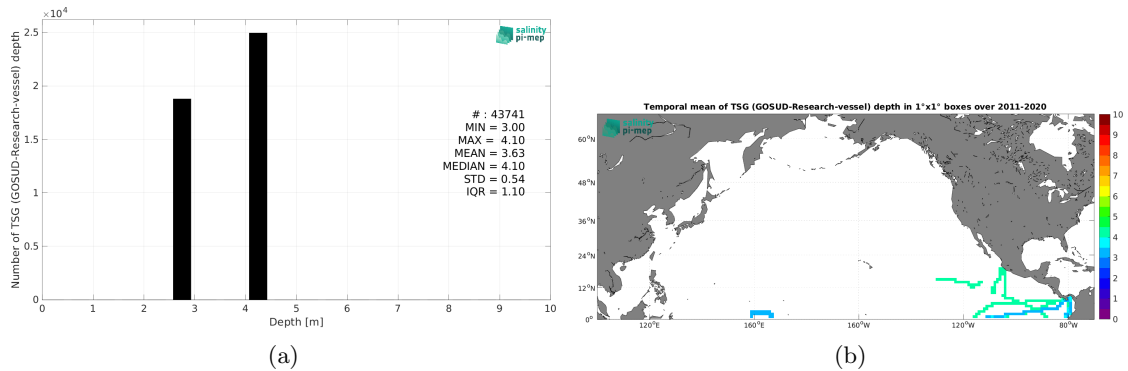 ×10⁴
2.5
2
1.5
1
0.5
0
Number of TSG (GOSUD-Research-vessel) depth
salinity
pi-mep
# : 43741
MIN = 3.00
MAX = 4.10
MEAN = 3.63
MEDIAN = 4.10
STD = 0.54
IQR = 1.10
0 1 2 3 4 5 6 7 8 9 10
Depth [m]
(a)
Temporal mean of TSG (GOSUD-Research-vessel) depth in 1°x1° boxes over 2011-2020
salinity
pi-mep
60°N
48°N
36°N
24°N
12°N
0°
120°E 160°E 160°W 120°W 80°W
10
9
8
7
6
5
4
3
2
1
0
(b)